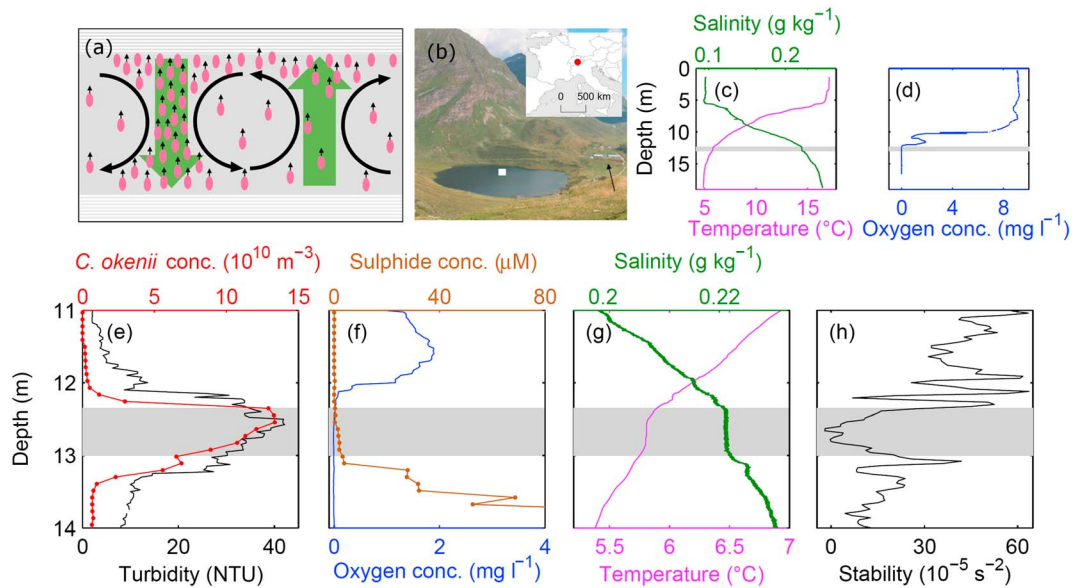 (a)
(b)
0 500 km
Salinity (g kg⁻¹)
0.1 0.2
(c)
(d)
Depth (m)
0
5
10
15
5 10 15
Temperature (°C)
0 4 8
Oxygen conc. (mg l⁻¹)
C. okenii conc. (10¹⁰ m⁻³)
0 5 10 15
(e)
Depth (m)
11
12
13
14
0 20 40
Turbidity (NTU)
Sulphide conc. (μM)
0 40 80
(f)
0 2 4
Oxygen conc. (mg l⁻¹)
Salinity (g kg⁻¹)
0.2 0.22
(g)
5.5 6 6.5 7
Temperature (°C)
(h)
0 30 60
Stability (10⁻⁵ s⁻²)